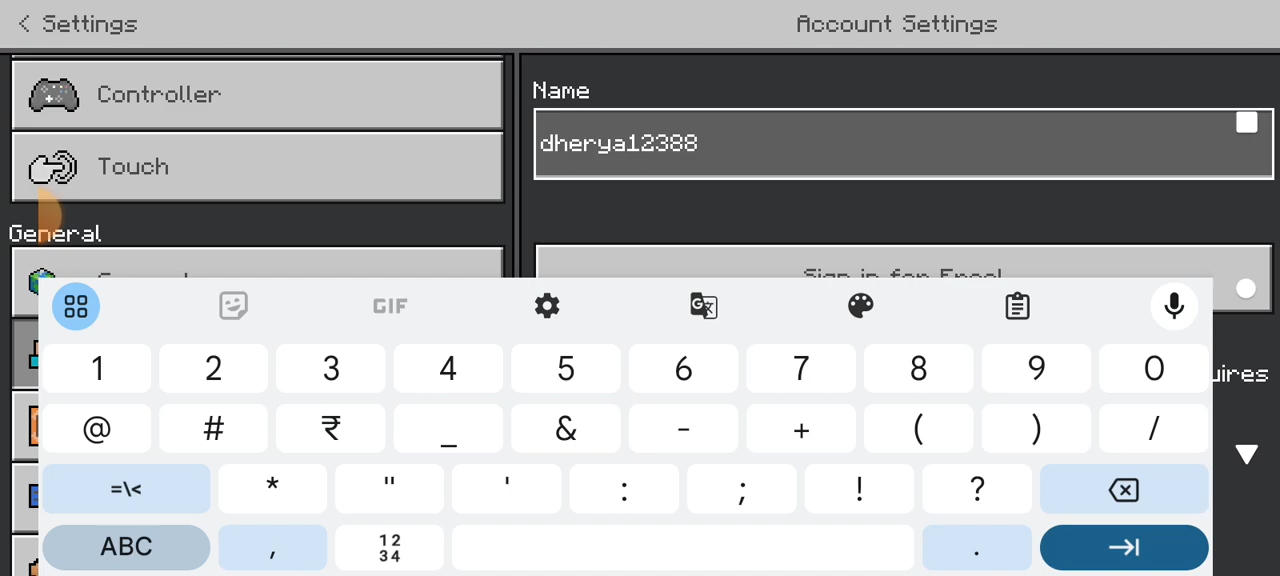 Settings
Account Settings
Controller
Touch
General
Name
dherya12388
GIF
1 2 3 4 5 6 7 8 9 0
@ # ₹ _ & - + ( ) /
=\< * " ' : ; ! ?
ABC , 12 34 .